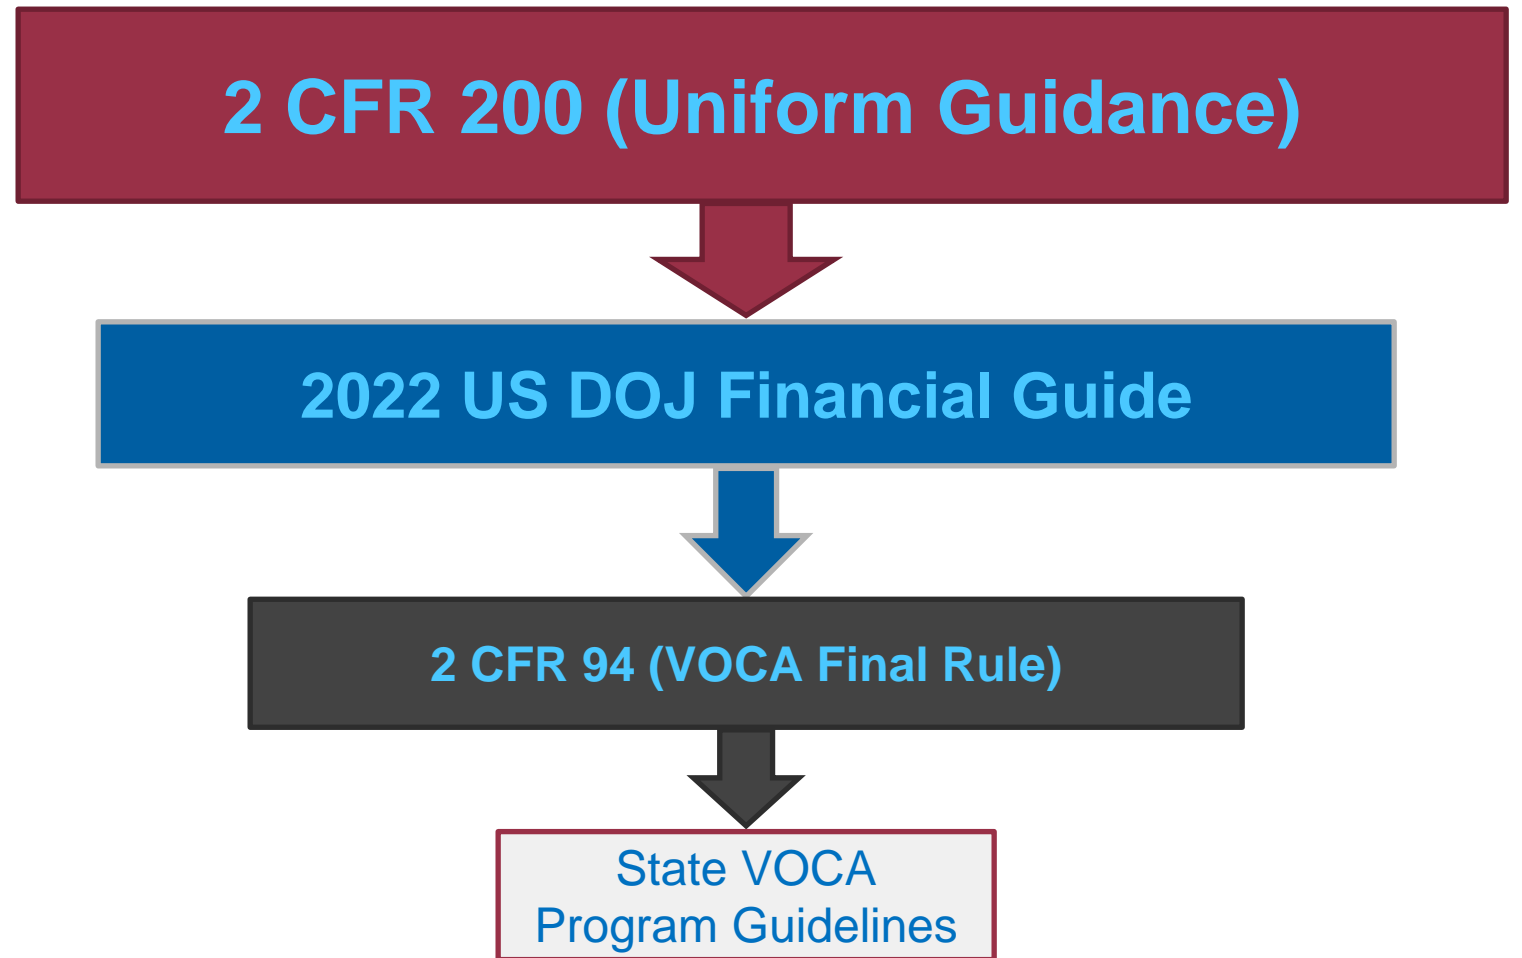 2 CFR 200 (Uniform Guidance)
2022 US DOJ Financial Guide
2 CFR 94 (VOCA Final Rule)
State VOCA
Program Guidelines